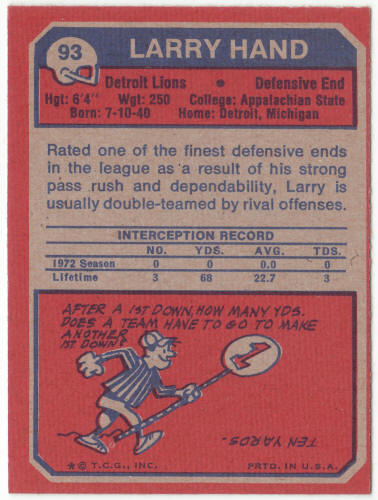 93
LARRY HAND
Detroit Lions • Defensive End
Hgt: 6'4" Wgt: 250 College: Appalachian State
Born: 7-10-40 Home: Detroit, Michigan
Rated one of the finest defensive ends
in the league as a result of his strong
pass rush and dependability, Larry is
usually double-teamed by rival offenses.
INTERCEPTION RECORD
NO. YDS. AVG. TDS.
1972 Season 0 0 0.0 0
Lifetime 3 68 22.7 3
AFTER A 1ST DOWN, HOW MANY YDS.
DOES A TEAM HAVE TO GO TO MAKE
ANOTHER
1ST DOWN?
1
TEN YARDS.
* © T.C.G., INC. PRTD. IN U.S.A.